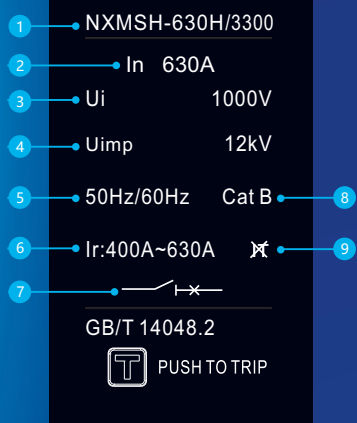 1 NXMSH-630H/3300
2 In 630A
3 Ui 1000V
4 Uimp 12kV
5 50Hz/60Hz Cat B 8
6 Ir:400A~630A 9
7
GB/T 14048.2
T PUSH TO TRIP